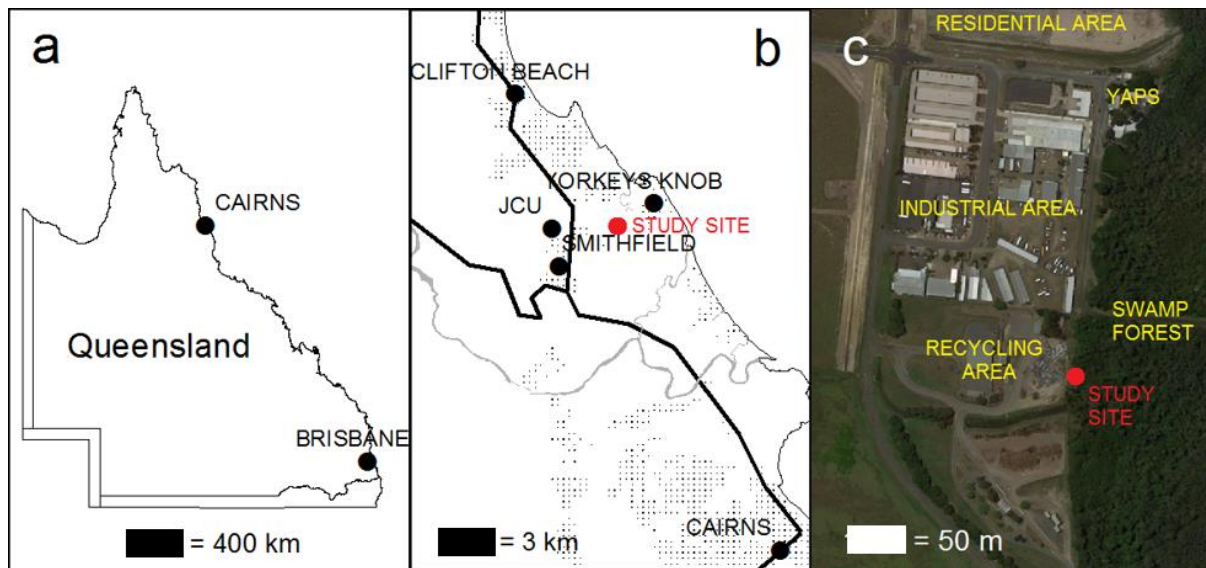 a
CAIRNS
Queensland
BRISBANE
= 400 km
b
CLIFTON BEACH
YORKEYS KNOB
JCU
STUDY SITE
SMITHFIELD
CAIRNS
= 3 km
c
RESIDENTIAL AREA
YAPS
INDUSTRIAL AREA
SWAMP
FOREST
RECYCLING
AREA
STUDY
SITE
= 50 m